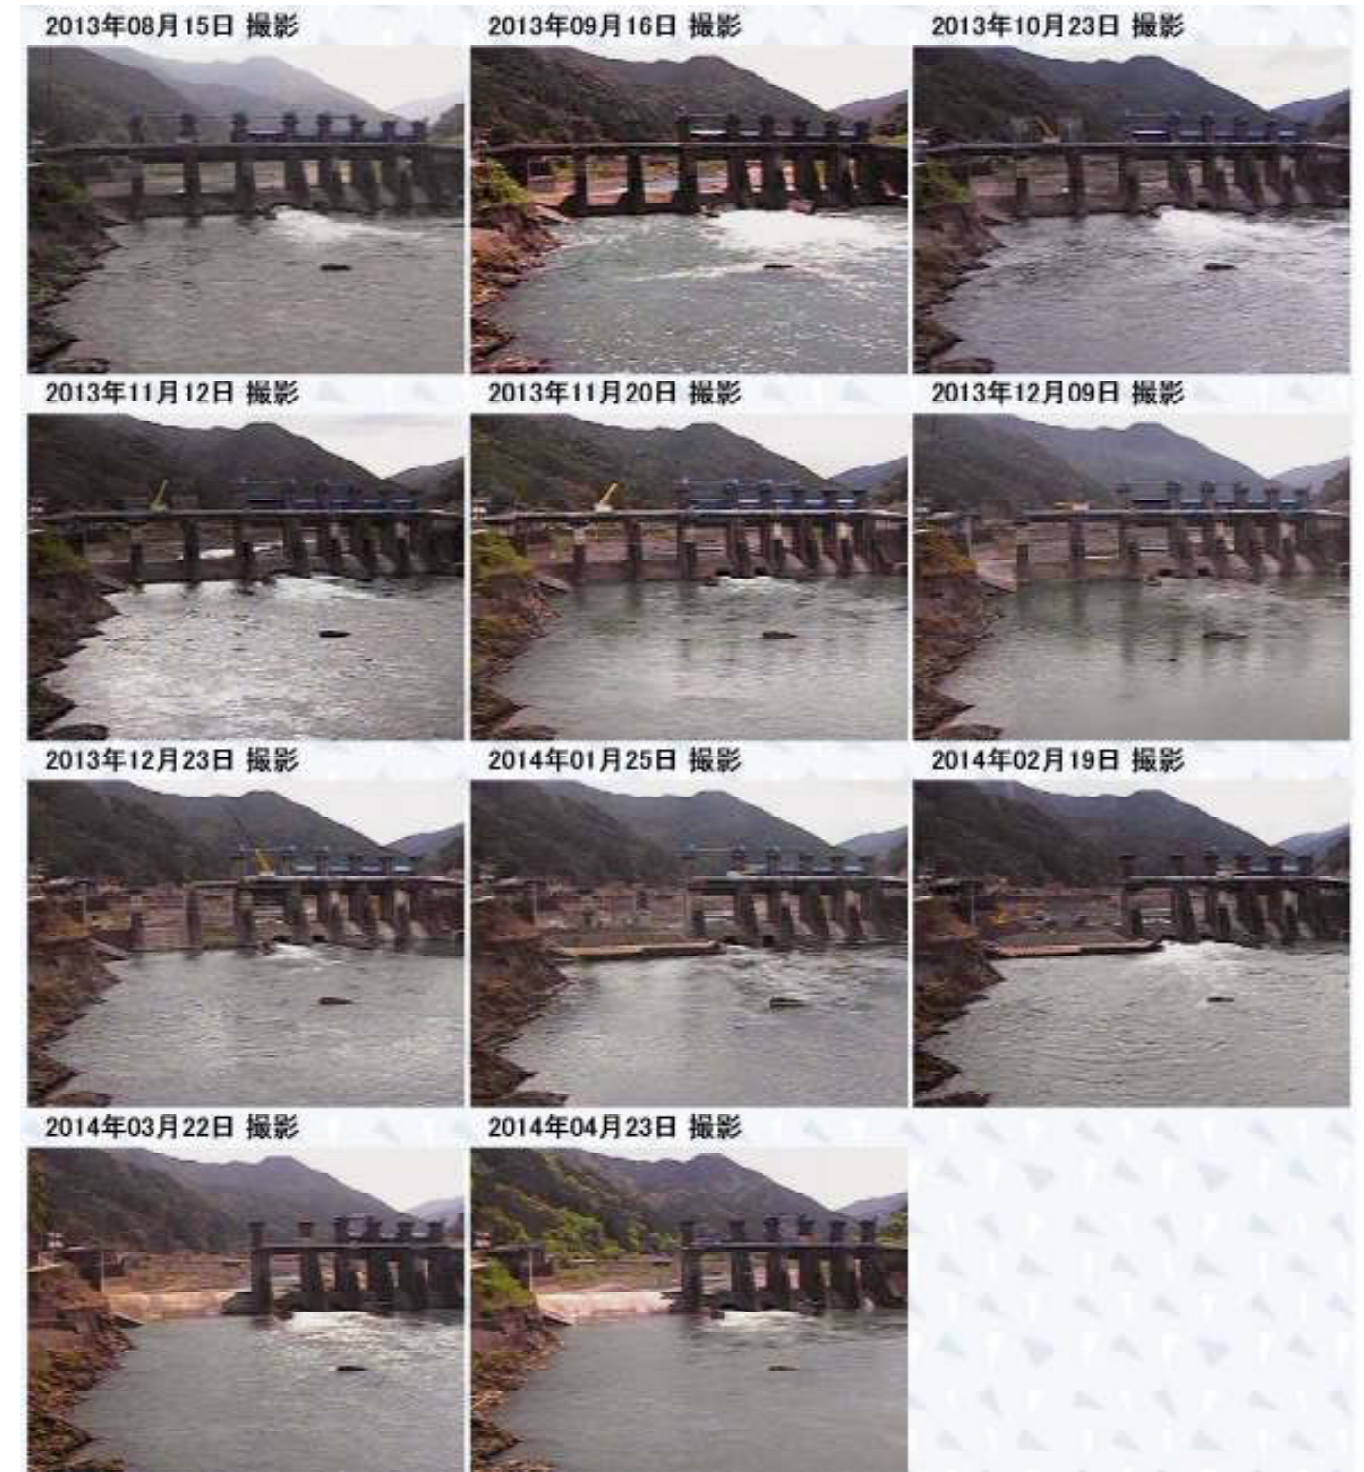 2013年08月15日 撮影
2013年09月16日 撮影
2013年10月23日 撮影
2013年11月12日 撮影
2013年11月20日 撮影
2013年12月09日 撮影
2013年12月23日 撮影
2014年01月25日 撮影
2014年02月19日 撮影
2014年03月22日 撮影
2014年04月23日 撮影